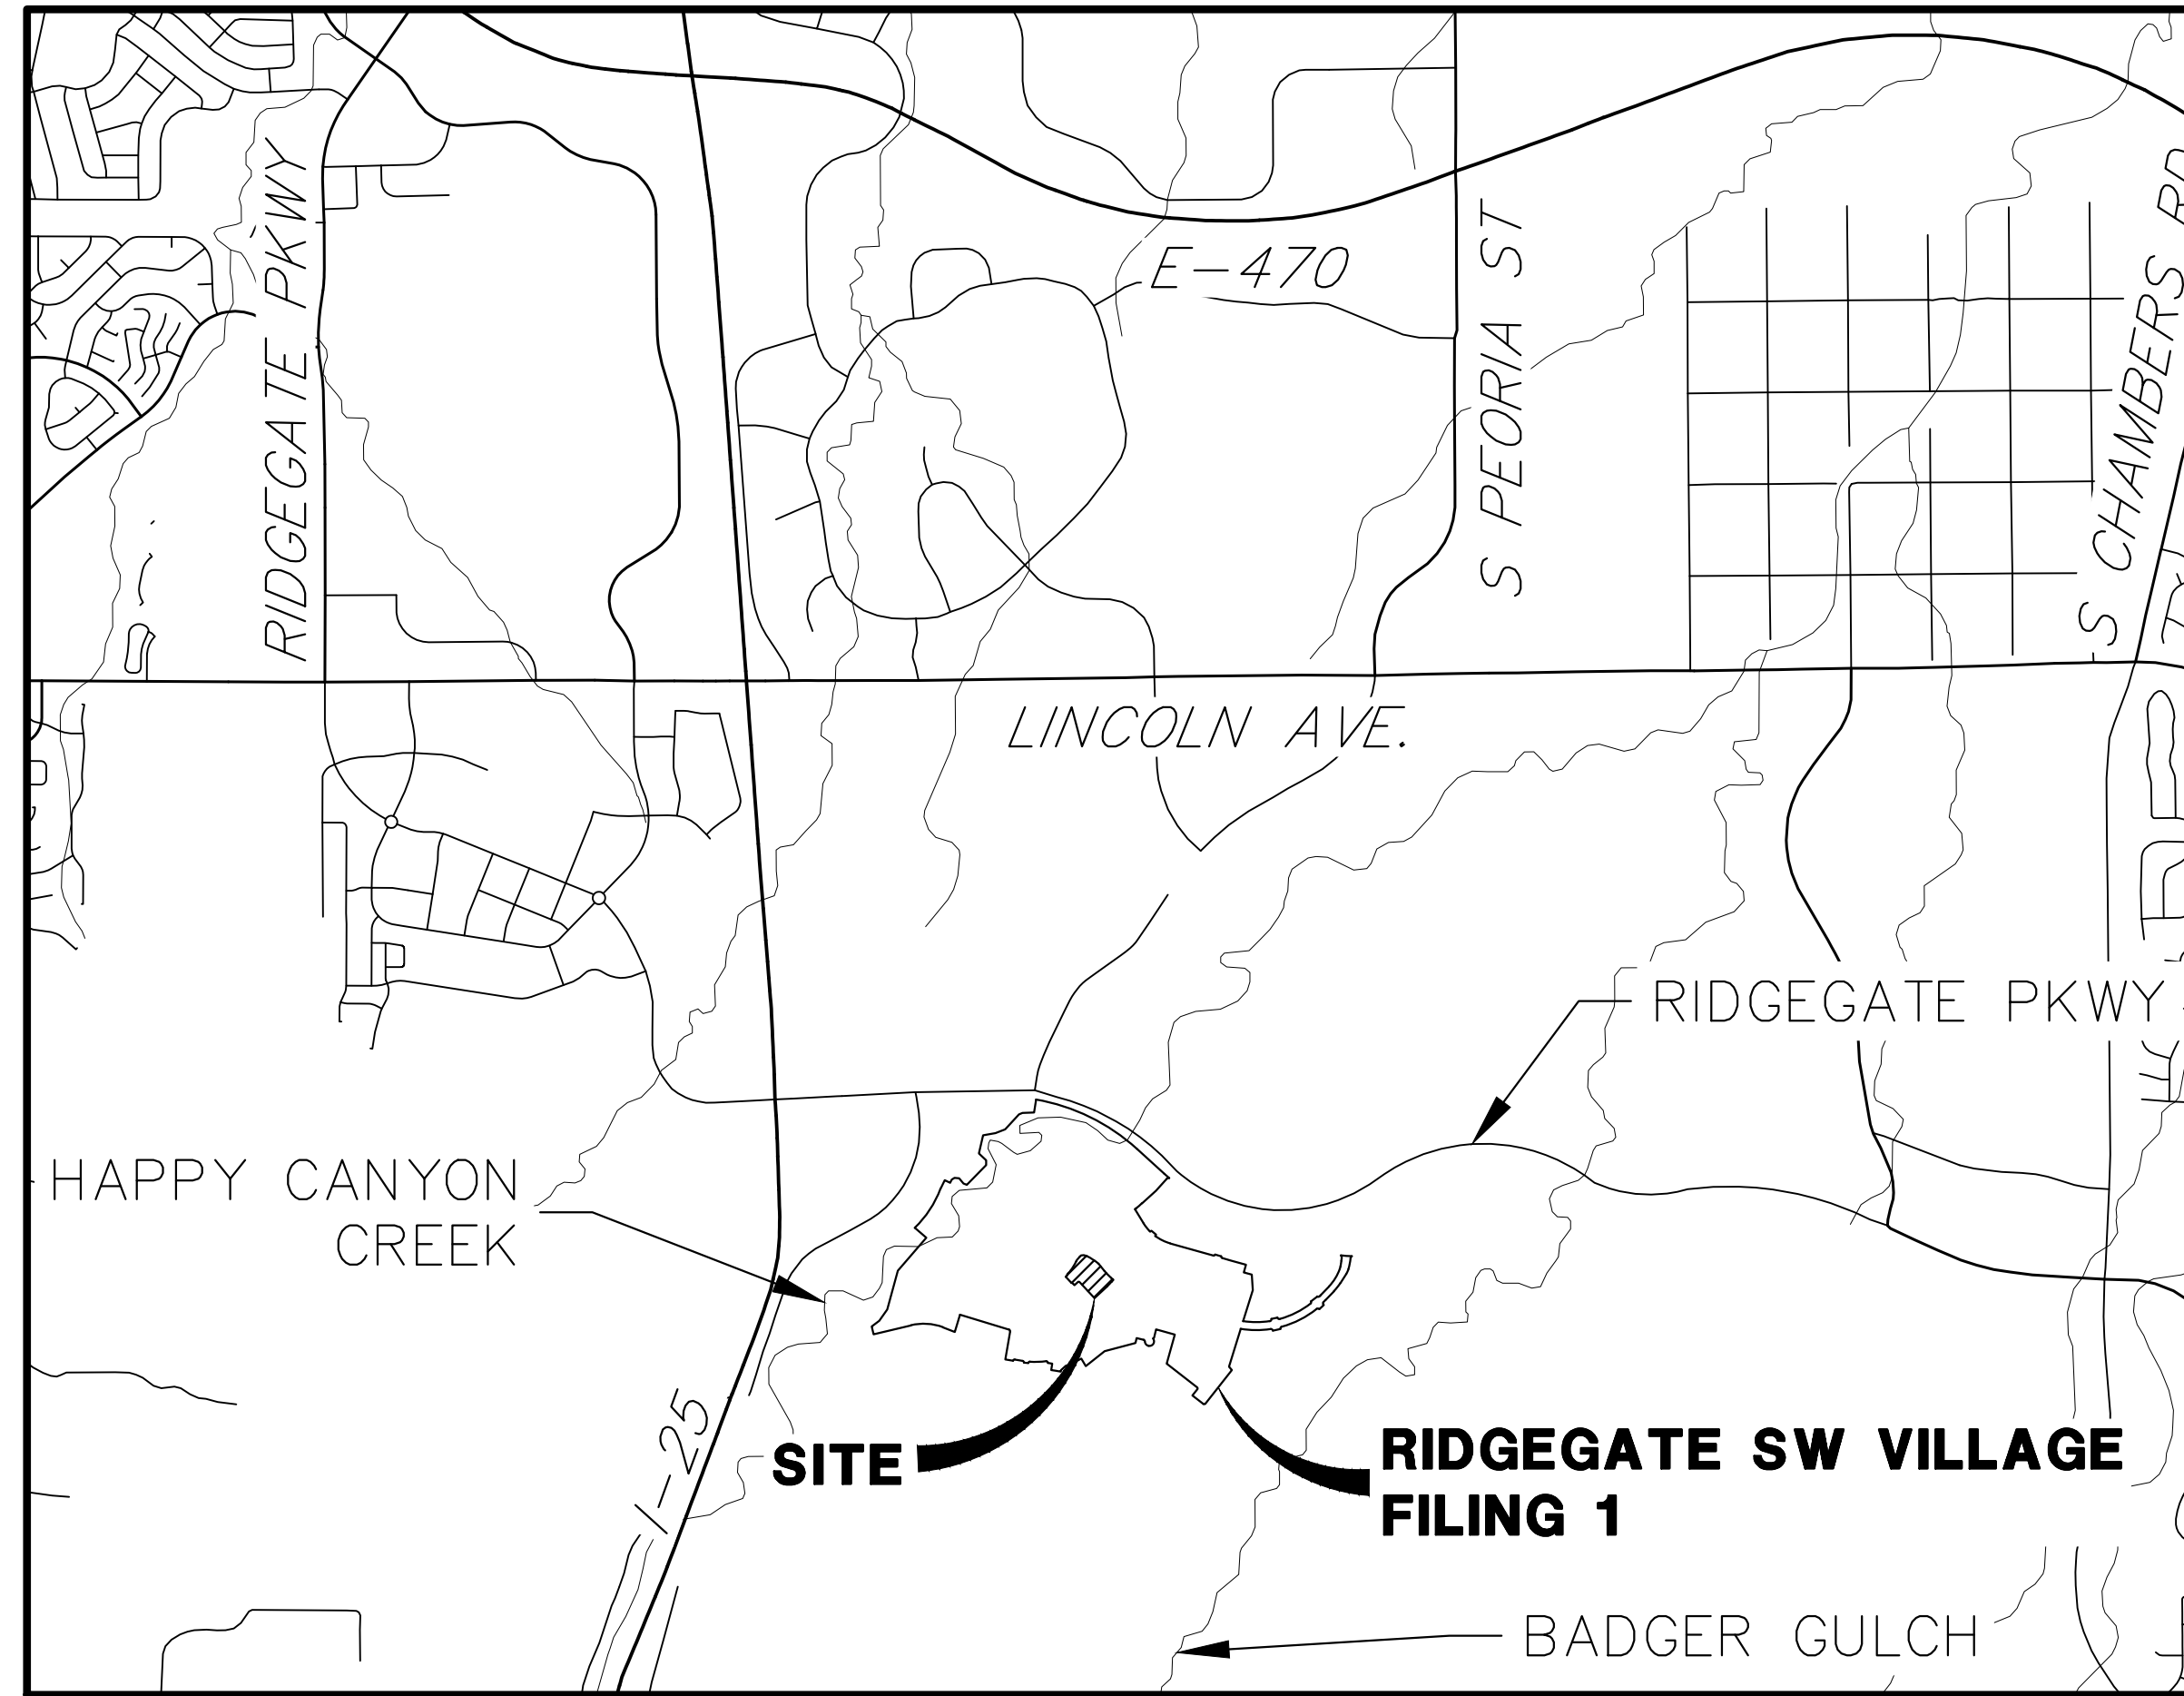 RIDGEGATE PKWY
E-470
S PEORIA ST
S CHAMBERS RD
LINCOLN AVE.
RIDGEGATE PKWY
HAPPY CANYON
CREEK
I-25
SITE
RIDGEGATE SW VILLAGE
FILING 1
BADGER GULCH